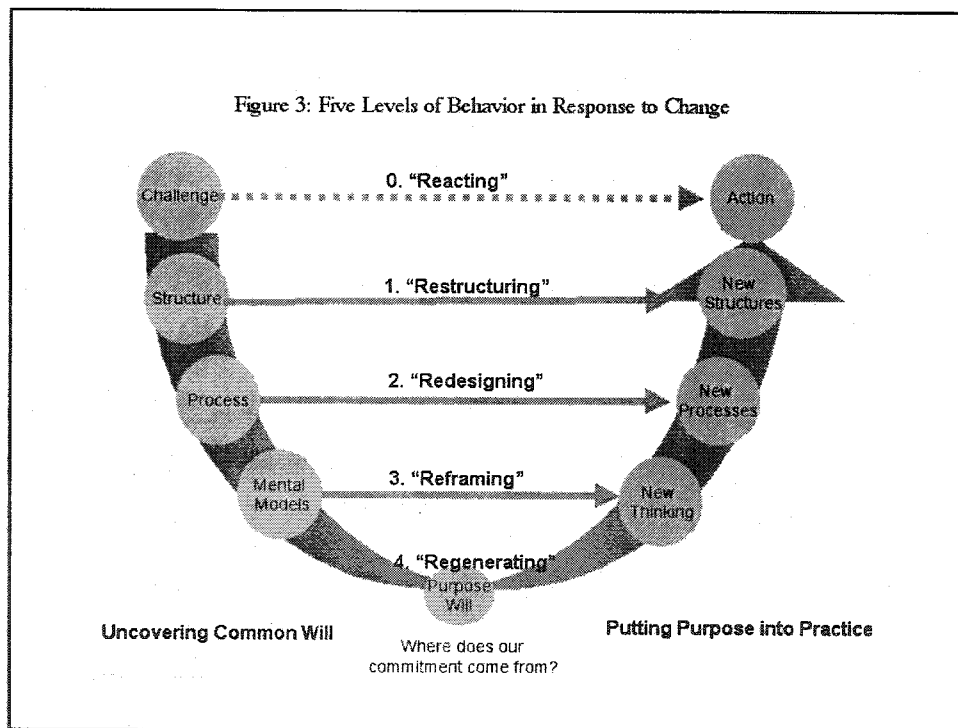 Figure 3: Five Levels of Behavior in Response to Change
Challenge
0. "Reacting"
Action
Structure
1. "Restructuring"
New
Structures
Process
2. "Redesigning"
New
Processes
Mental
Models
3. "Reframing"
New
Thinking
4. "Regenerating"
Purpose
Will
Uncovering Common Will
Putting Purpose into Practice
Where does our
commitment come from?